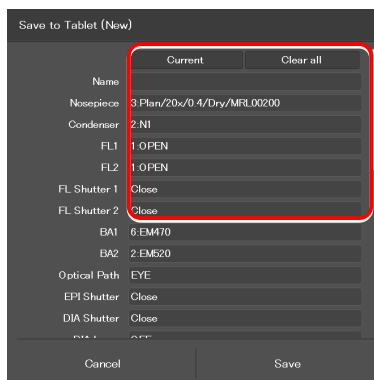 Save to Tablet (New)
Current Clear all
Name
Nosepiece 3:Plan/20x/0.4/Dry/MRL00200
Condenser 2:N1
FL1 1:OPEN
FL2 1:OPEN
FL Shutter 1 Close
FL Shutter 2 Close
BA1 6:EM470
BA2 2:EM520
Optical Path EYE
EPI Shutter Close
DIA Shutter Close
Cancel Save